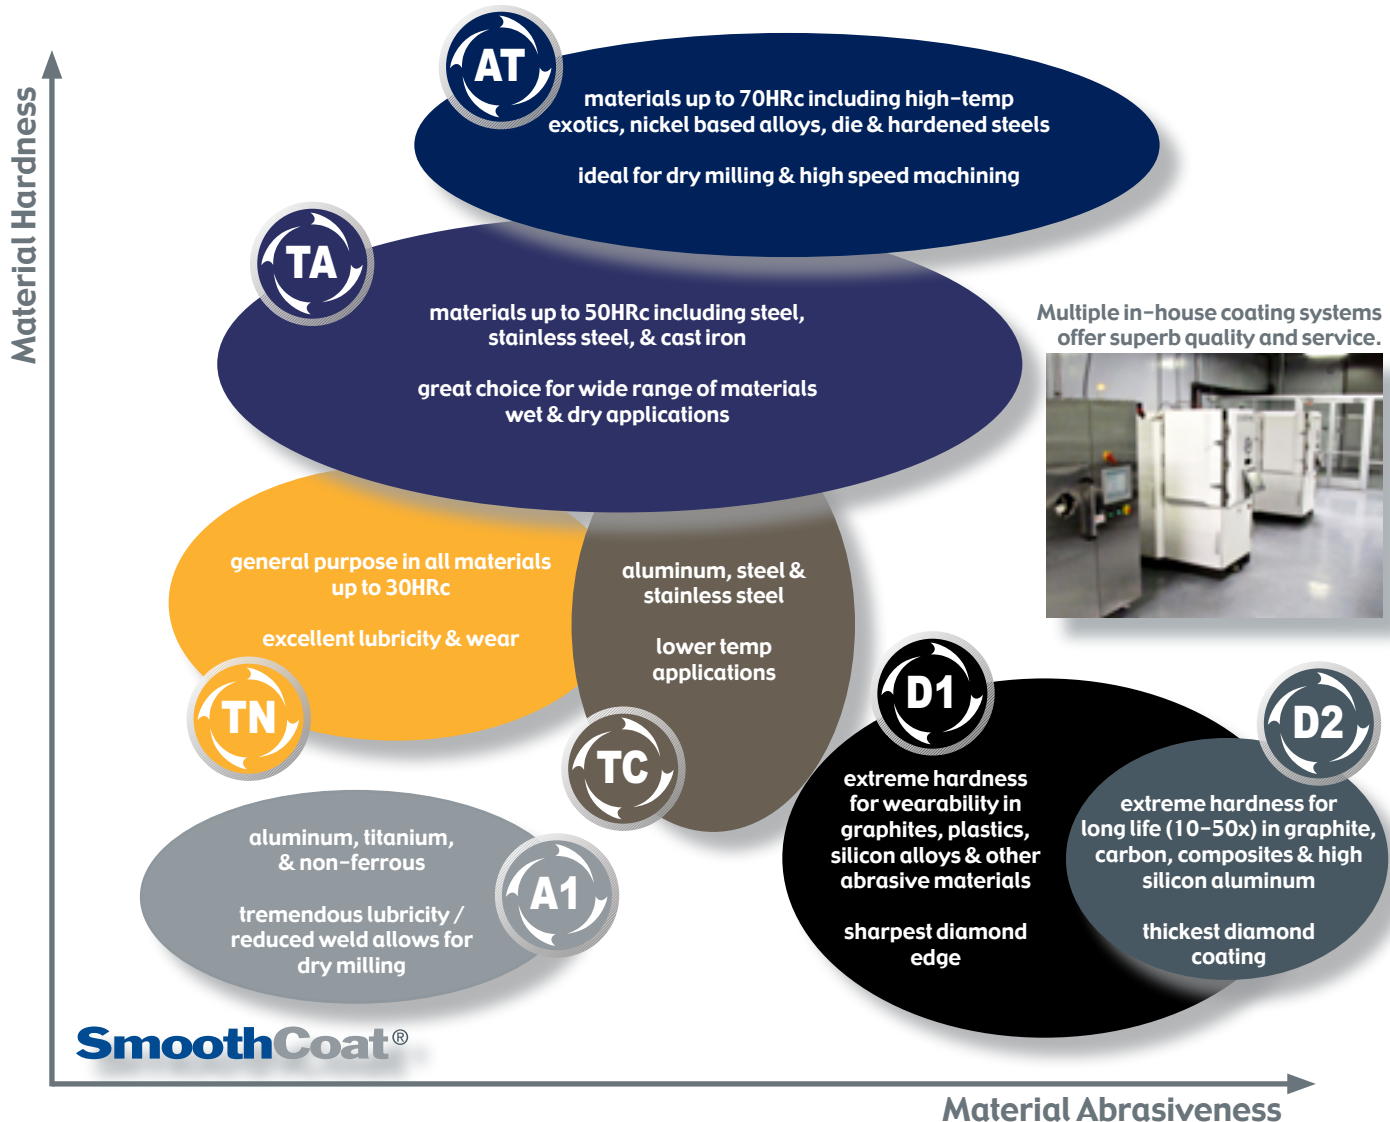 AT
materials up to 70HRc including high-temp
exotics, nickel based alloys, die & hardened steels
ideal for dry milling & high speed machining
Material Hardness
TA
materials up to 50HRc including steel,
stainless steel, & cast iron
great choice for wide range of materials
wet & dry applications
Multiple in-house coating systems
offer superb quality and service.
general purpose in all materials
up to 30HRc
excellent lubricity & wear
TN
aluminum, steel &
stainless steel
lower temp
applications
TC
D1
extreme hardness
for wearability in
graphites, plastics,
silicon alloys & other
abrasive materials
sharpest diamond
edge
D2
extreme hardness for
long life (10-50x) in graphite,
carbon, composites & high
silicon aluminum
thickest diamond
coating
aluminum, titanium,
& non-ferrous
tremendous lubricity /
reduced weld allows for
dry milling
A1
SmoothCoat®
Material Abrasiveness